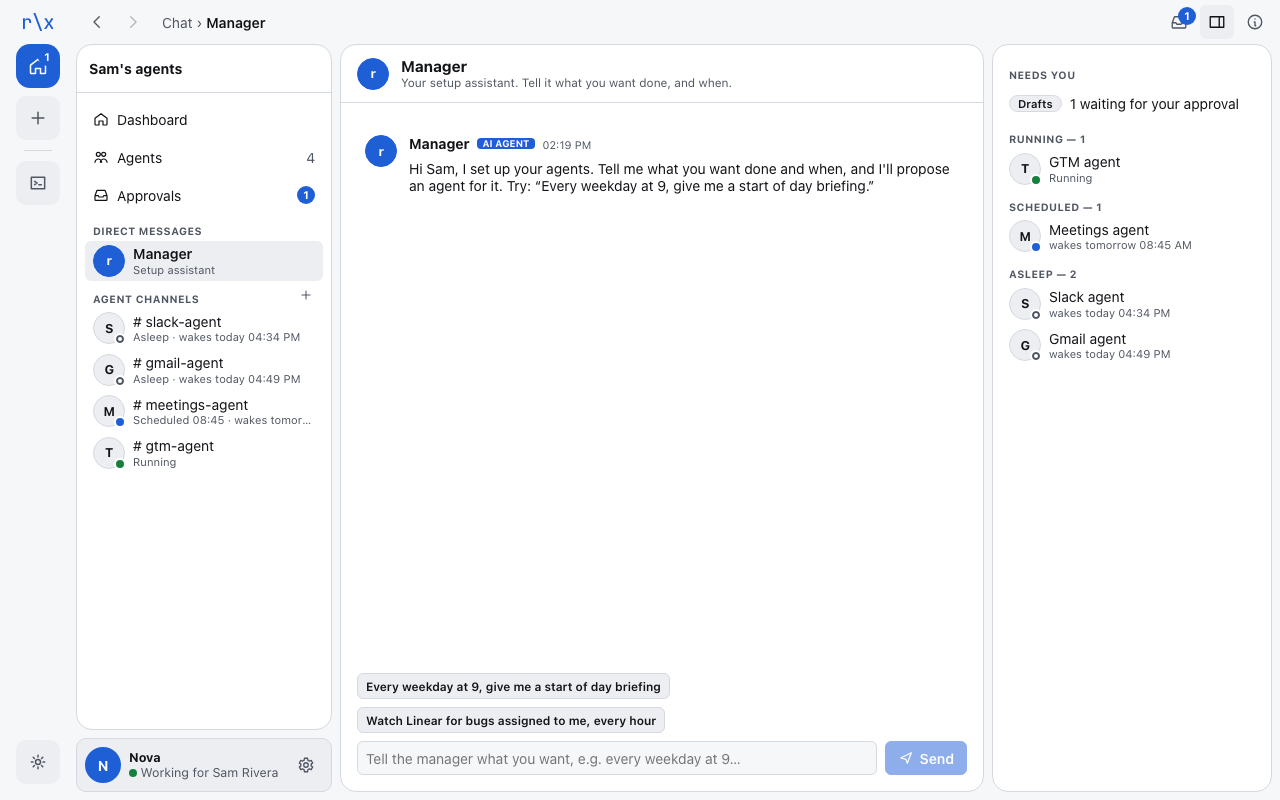 r\x
Chat › Manager
1
1
Sam's agents
Dashboard
Agents 4
Approvals 1
DIRECT MESSAGES
r
Manager
Setup assistant
AGENT CHANNELS
S
# slack-agent
Asleep · wakes today 04:34 PM
G
# gmail-agent
Asleep · wakes today 04:49 PM
M
# meetings-agent
Scheduled 08:45 · wakes tomor…
T
# gtm-agent
Running
N
Nova
Working for Sam Rivera
r
Manager
Your setup assistant. Tell it what you want done, and when.
r
Manager AI AGENT 02:19 PM
Hi Sam, I set up your agents. Tell me what you want done and when, and I'll propose
an agent for it. Try: “Every weekday at 9, give me a start of day briefing.”
Every weekday at 9, give me a start of day briefing
Watch Linear for bugs assigned to me, every hour
Tell the manager what you want, e.g. every weekday at 9…
Send
NEEDS YOU
Drafts 1 waiting for your approval
RUNNING — 1
T
GTM agent
Running
SCHEDULED — 1
M
Meetings agent
wakes tomorrow 08:45 AM
ASLEEP — 2
S
Slack agent
wakes today 04:34 PM
G
Gmail agent
wakes today 04:49 PM